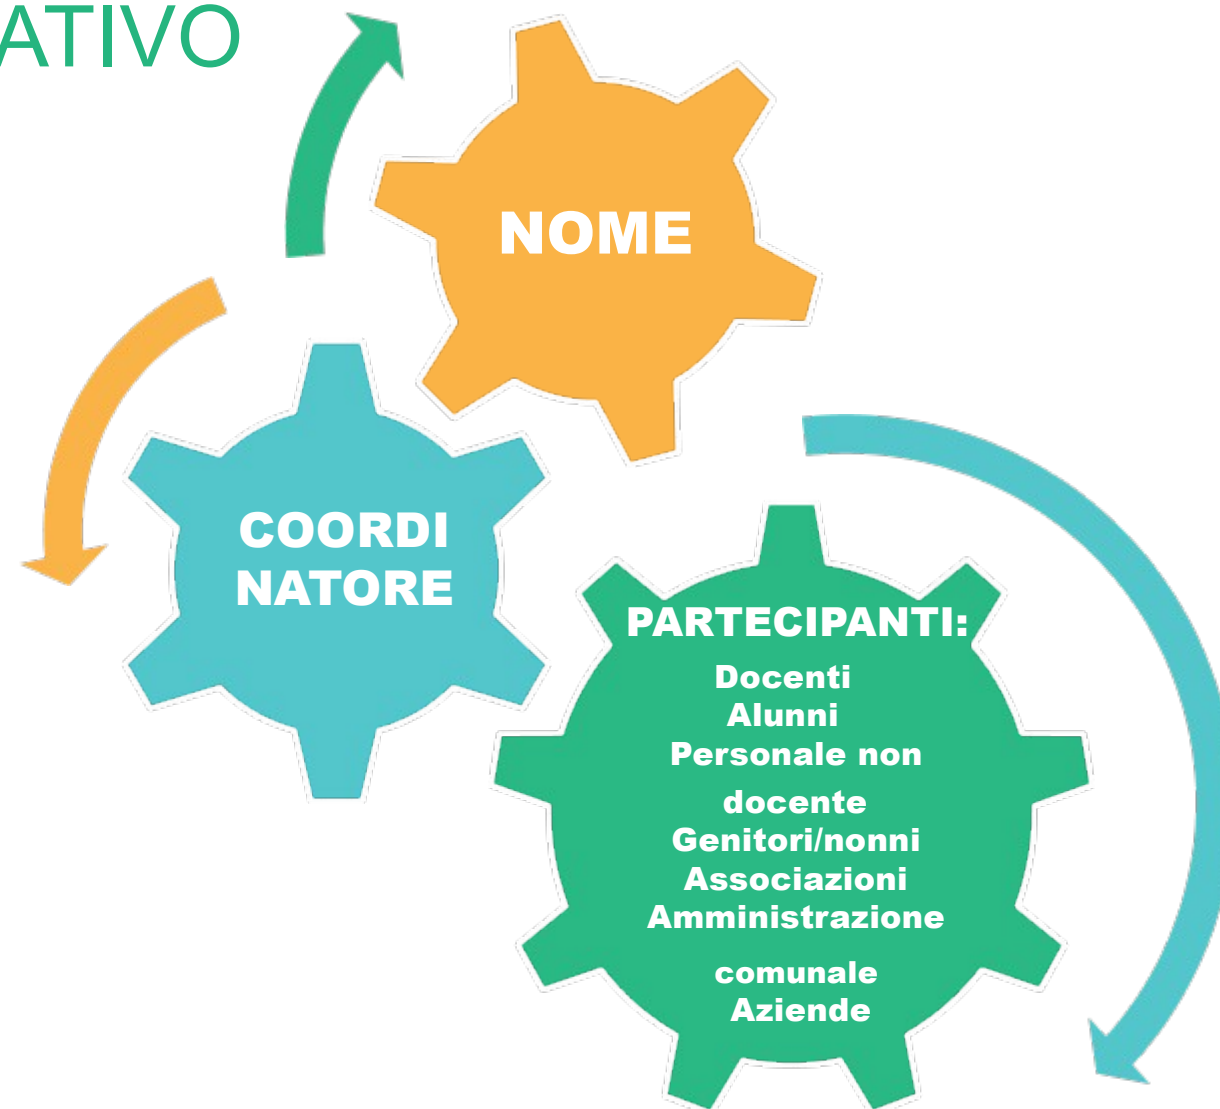 ATIVO
NOME
COORDI
NATORE
PARTECIPANTI:
Docenti
Alunni
Personale non
docente
Genitori/nonni
Associazioni
Amministrazione
comunale
Aziende